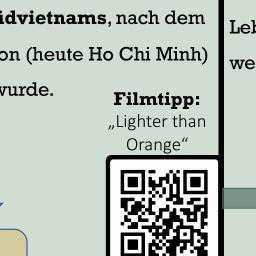 idvietnams, nach dem
on (heute Ho Chi Minh)
wurde.
Filmtipp:
„Lighter than
Orange“
Leb
we